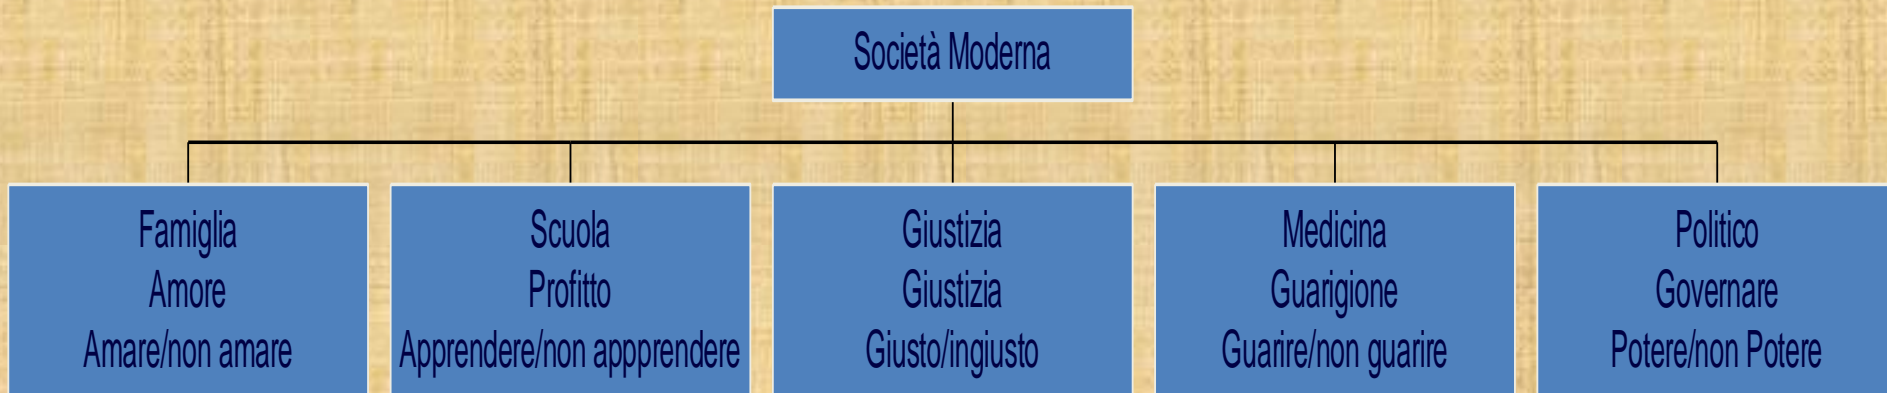 Società Moderna
Famiglia
Amore
Amare/non amare
Scuola
Profitto
Apprendere/non appprendere
Giustizia
Giustizia
Giusto/ingiusto
Medicina
Guarigione
Guarire/non guarire
Politico
Governare
Potere/non Potere